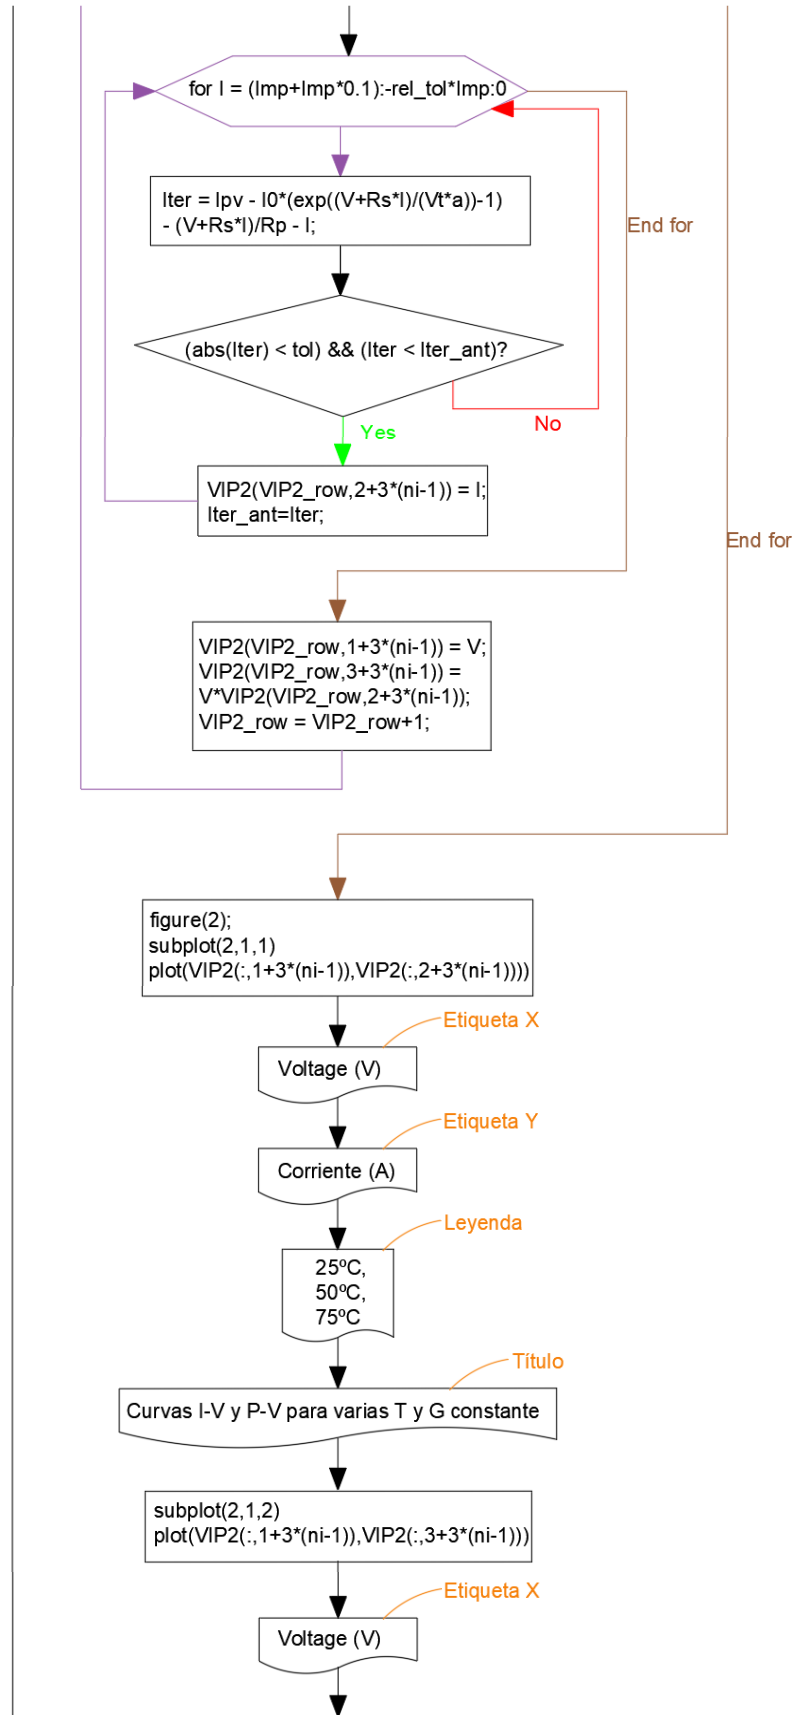 for I = (Imp+Imp*0.1):-rel_tol*Imp:0
Iter = Ipv - I0*(exp((V+Rs*I)/(Vt*a))-1)
- (V+Rs*I)/Rp - I;
End for
(abs(Iter) < tol) && (Iter < Iter_ant)?
No
Yes
VIP2(VIP2_row,2+3*(ni-1)) = I;
Iter_ant=Iter;
End for
VIP2(VIP2_row,1+3*(ni-1)) = V;
VIP2(VIP2_row,3+3*(ni-1)) =
V*VIP2(VIP2_row,2+3*(ni-1));
VIP2_row = VIP2_row+1;
figure(2);
subplot(2,1,1)
plot(VIP2(:,1+3*(ni-1)),VIP2(:,2+3*(ni-1))))
Etiqueta X
Voltage (V)
Etiqueta Y
Corriente (A)
Leyenda
25ºC,
50ºC,
75ºC
Título
Curvas I-V y P-V para varias T y G constante
subplot(2,1,2)
plot(VIP2(:,1+3*(ni-1)),VIP2(:,3+3*(ni-1)))
Etiqueta X
Voltage (V)